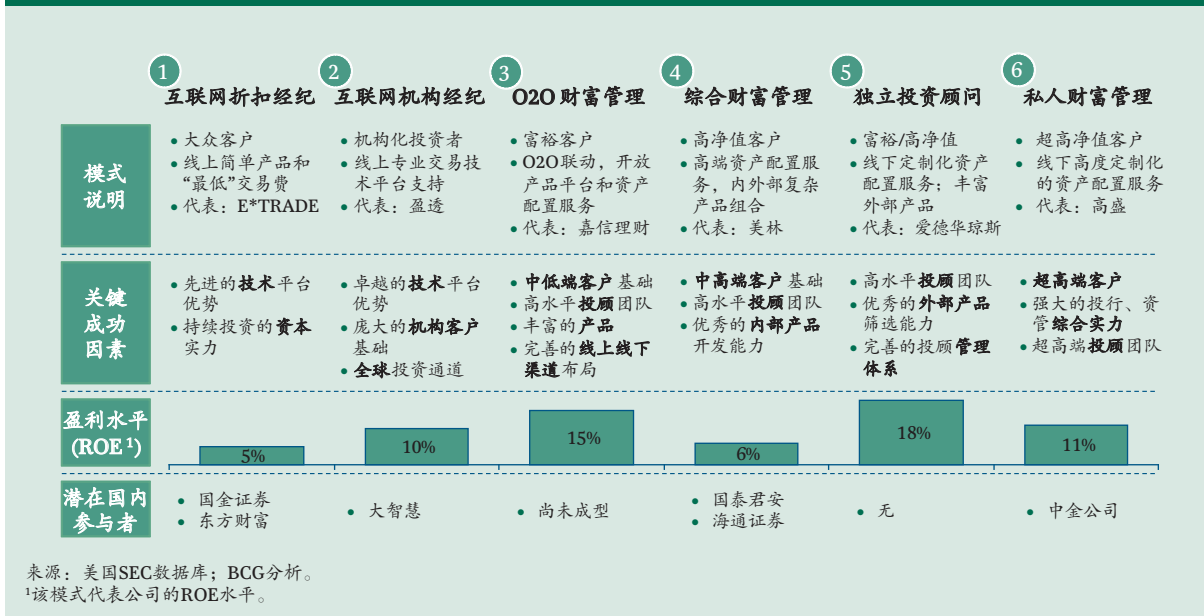 1 2 3 4 5 6
互联网折扣经纪 互联网机构经纪 O2O 财富管理 综合财富管理 独立投资顾问 私人财富管理
模式
说明
• 大众客户
• 线上简单产品和
“最低”交易费
• 代表：E*TRADE
• 机构化投资者
• 线上专业交易技
术平台支持
• 代表：盈透
• 富裕客户
• O2O联动，开放
产品平台和资产
配置服务
• 代表：嘉信理财
• 高净值客户
• 高端资产配置服
务，内外部复杂
产品组合
• 代表：美林
• 富裕/高净值
• 线下定制化资产
配置服务；丰富
外部产品
• 代表：爱德华琼斯
• 超高净值客户
• 线下高度定制化
的资产配置服务
• 代表：高盛
关键
成功
因素
• 先进的技术平台
优势
• 持续投资的资本
实力
• 卓越的技术平台
优势
• 庞大的机构客户
基础
• 全球投资通道
• 中低端客户基础
• 高水平投顾团队
• 丰富的产品
• 完善的线上线下
渠道布局
• 中高端客户基础
• 高水平投顾团队
• 优秀的内部产品
开发能力
• 高水平投顾团队
• 优秀的外部产品
筛选能力
• 完善的投顾管理
体系
• 超高端客户
• 强大的投行、资
管综合实力
• 超高端投顾团队
盈利水平
(ROE¹)
5% 10% 15% 6% 18% 11%
潜在国内
参与者
• 国金证券
• 东方财富
• 大智慧
• 尚未成型
• 国泰君安
• 海通证券
• 无
• 中金公司
来源：美国SEC数据库；BCG分析。
¹该模式代表公司的ROE水平。